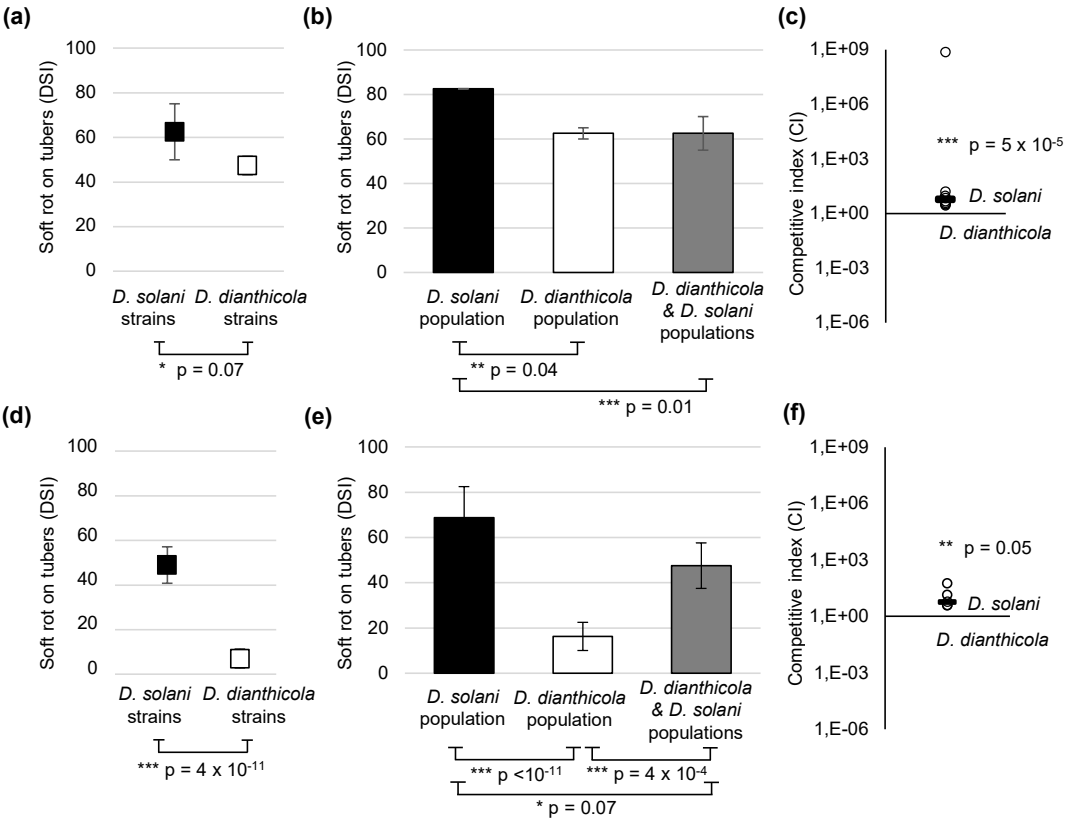 (a)
Soft rot on tubers (DSI)
100
80
60
40
20
0
D. solani strains
D. dianthicola strains
* p = 0.07
(b)
Soft rot on tubers (DSI)
100
80
60
40
20
0
D. solani
population
D. dianthicola
population
D. dianthicola
& D. solani
populations
** p = 0.04
*** p = 0.01
(c)
Competitive index (CI)
1,E+09
1,E+06
1,E+03
1,E+00
1,E-03
1,E-06
*** p = 5 x 10-5
D. solani
D. dianthicola
(d)
Soft rot on tubers (DSI)
100
80
60
40
20
0
D. solani
strains
D. dianthicola
strains
*** p = 4 x 10-11
(e)
Soft rot on tubers (DSI)
100
80
60
40
20
0
D. solani
population
D. dianthicola
population
D. dianthicola
& D. solani
populations
*** p <10-11
*** p = 4 x 10-4
* p = 0.07
(f)
Competitive index (CI)
1,E+09
1,E+06
1,E+03
1,E+00
1,E-03
1,E-06
** p = 0.05
D. solani
D. dianthicola